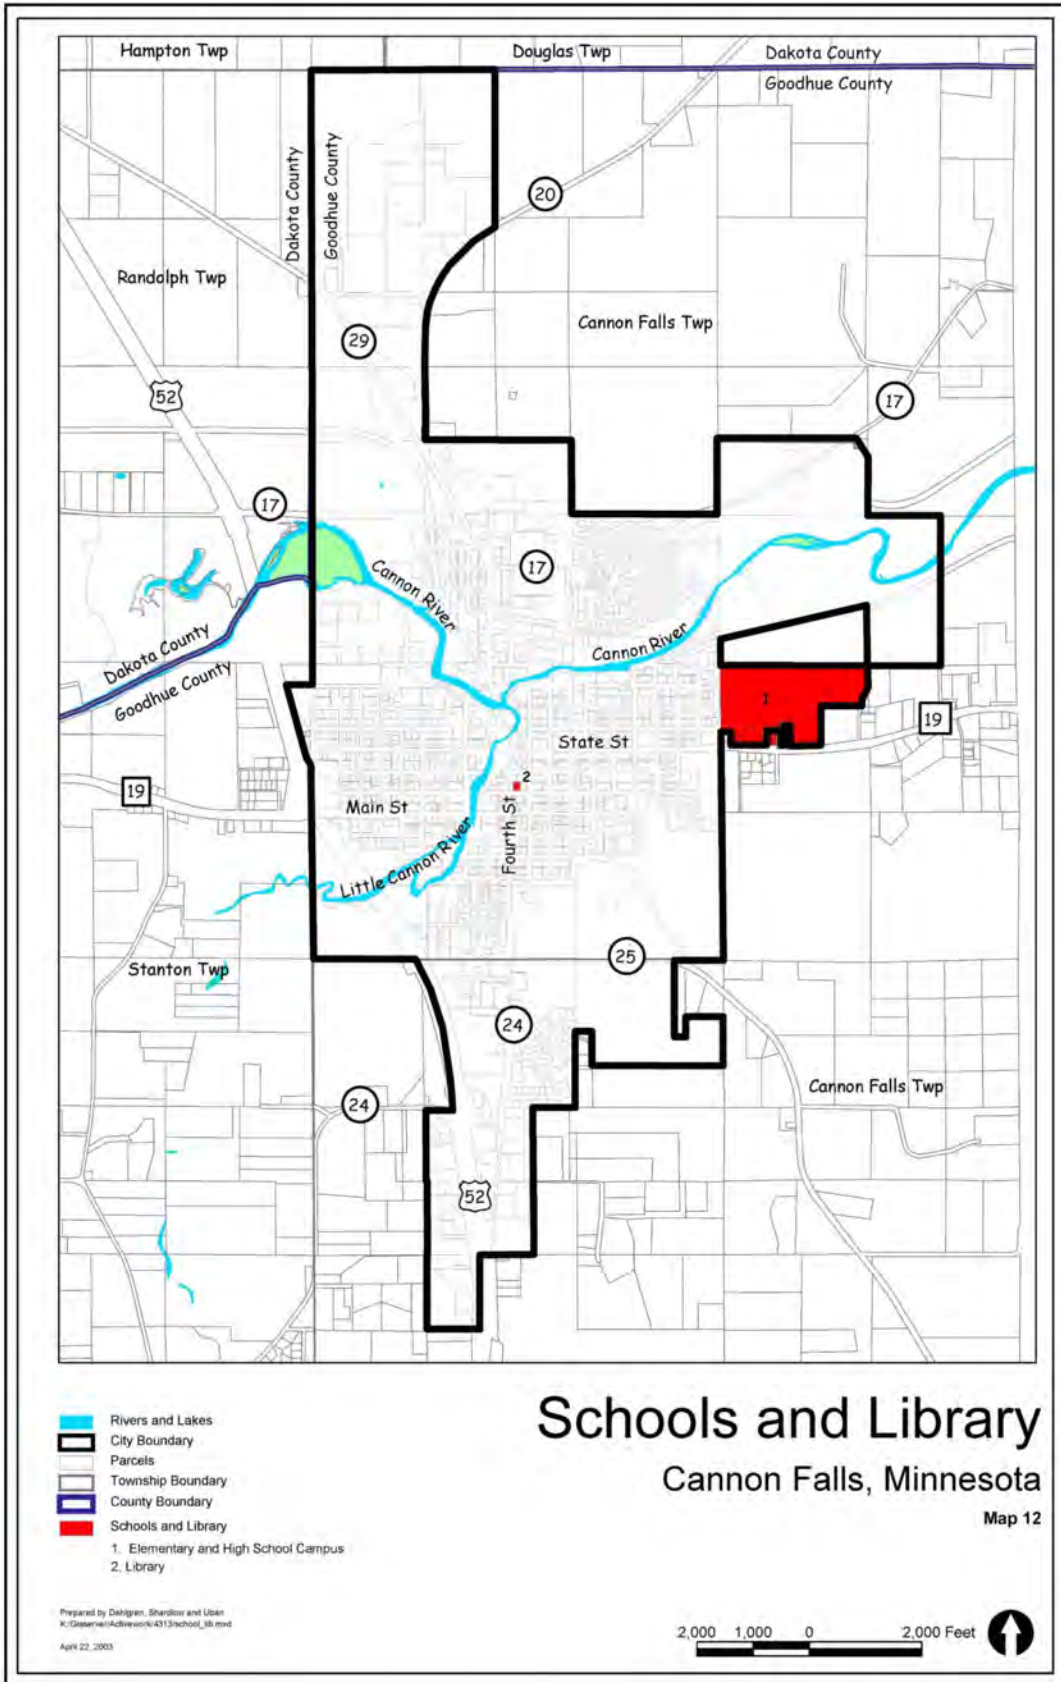 Hampton Twp
Douglas Twp
Dakota County
Goodhue County
Dakota County
Goodhue County
20
Randolph Twp
Cannon Falls Twp
29
52
17
17
17
Cannon River
Cannon River
Dakota County
Goodhue County
1
19
State St
2
19
Main St
Fourth St
Little Cannon River
25
Stanton Twp
24
Cannon Falls Twp
24
52
Rivers and Lakes
City Boundary
Parcels
Township Boundary
County Boundary
Schools and Library
1. Elementary and High School Campus
2. Library
Schools and Library
Cannon Falls, Minnesota
Map 12
Prepared by Dahlgren, Shardlow and Uban
K:/Gisserver/Activework/4313/school_lib.mxd
April 22, 2003
2,000 1,000 0 2,000 Feet